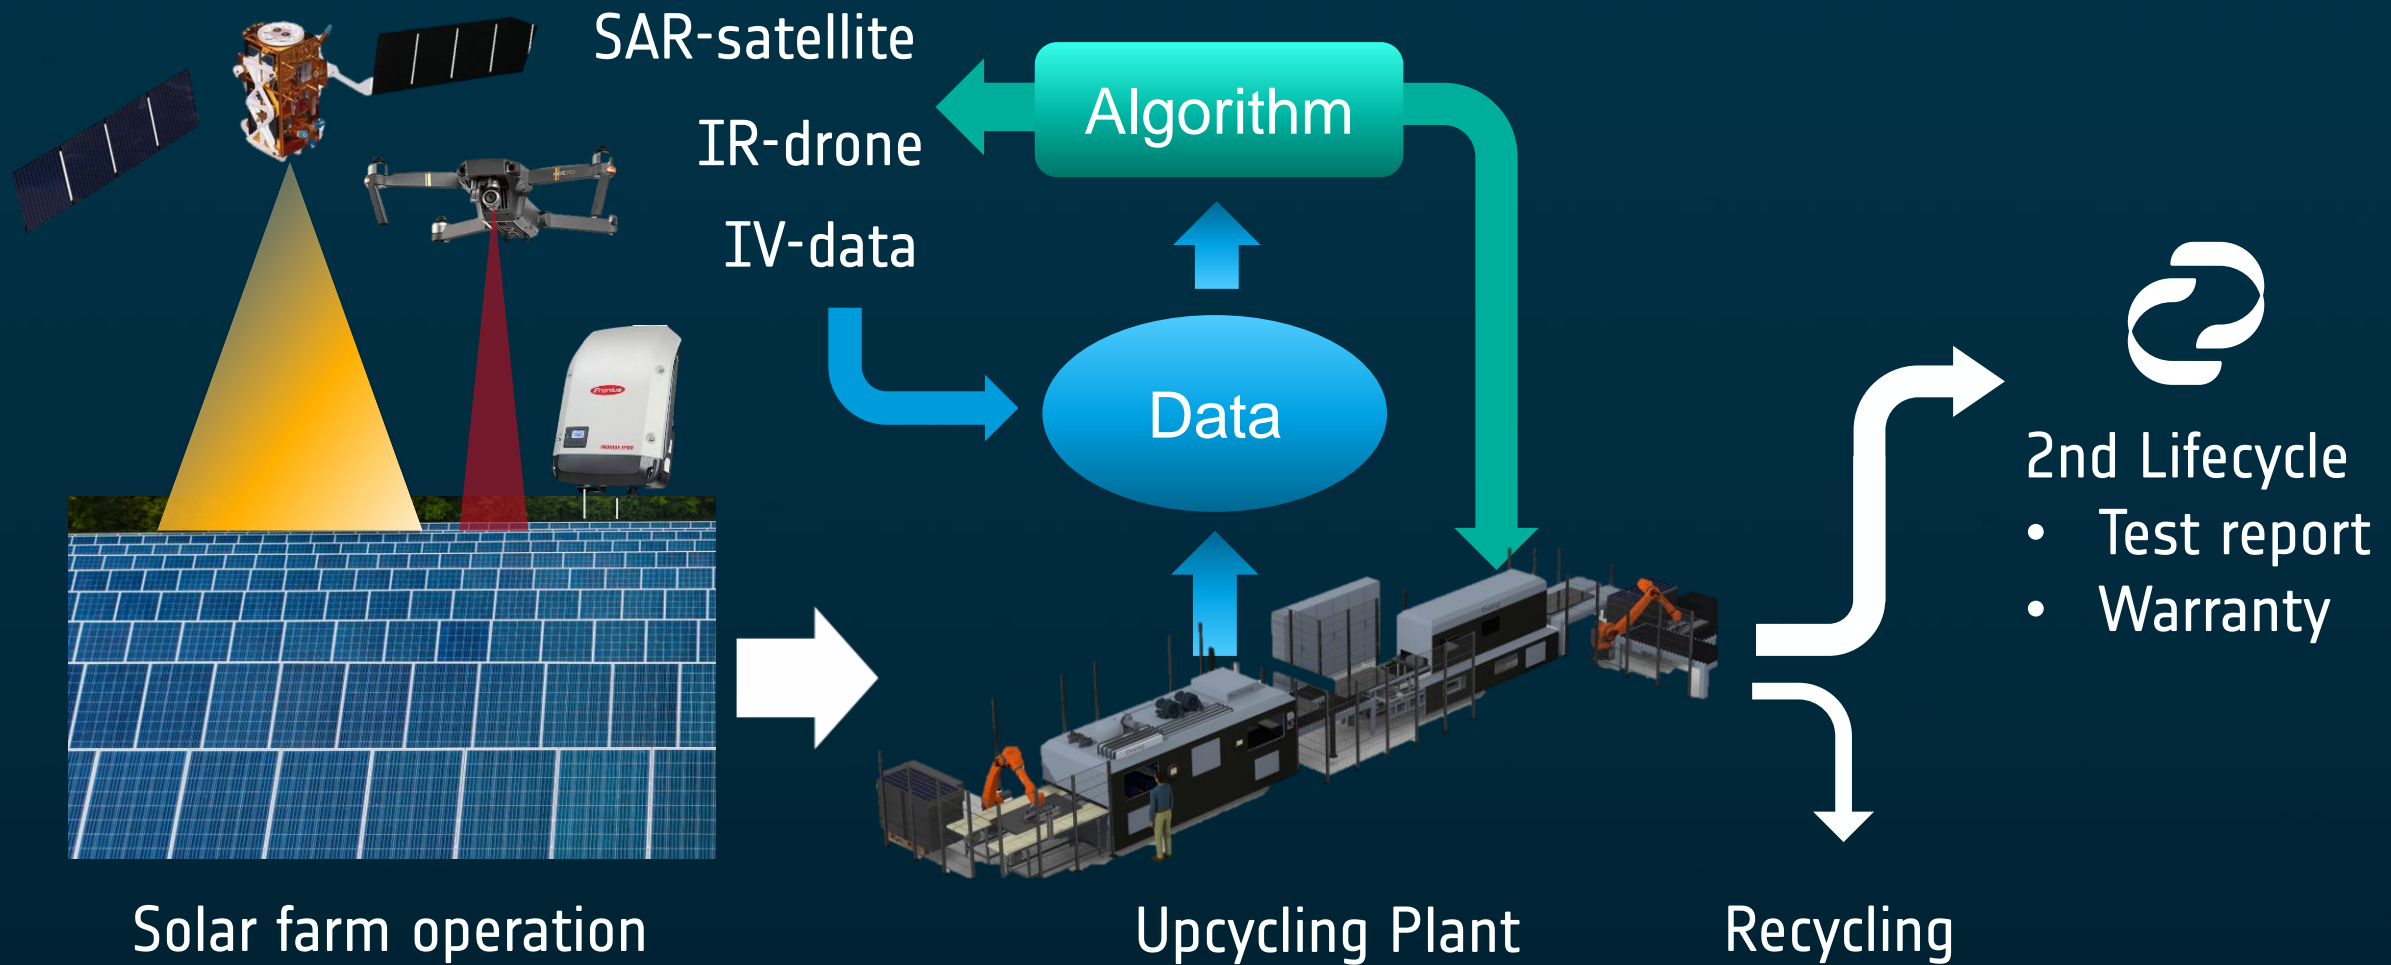 SAR-satellite
IR-drone
IV-data
Algorithm
Data
Fronius
2nd Lifecycle
• Test report
• Warranty
Solar farm operation
Upcycling Plant
Recycling